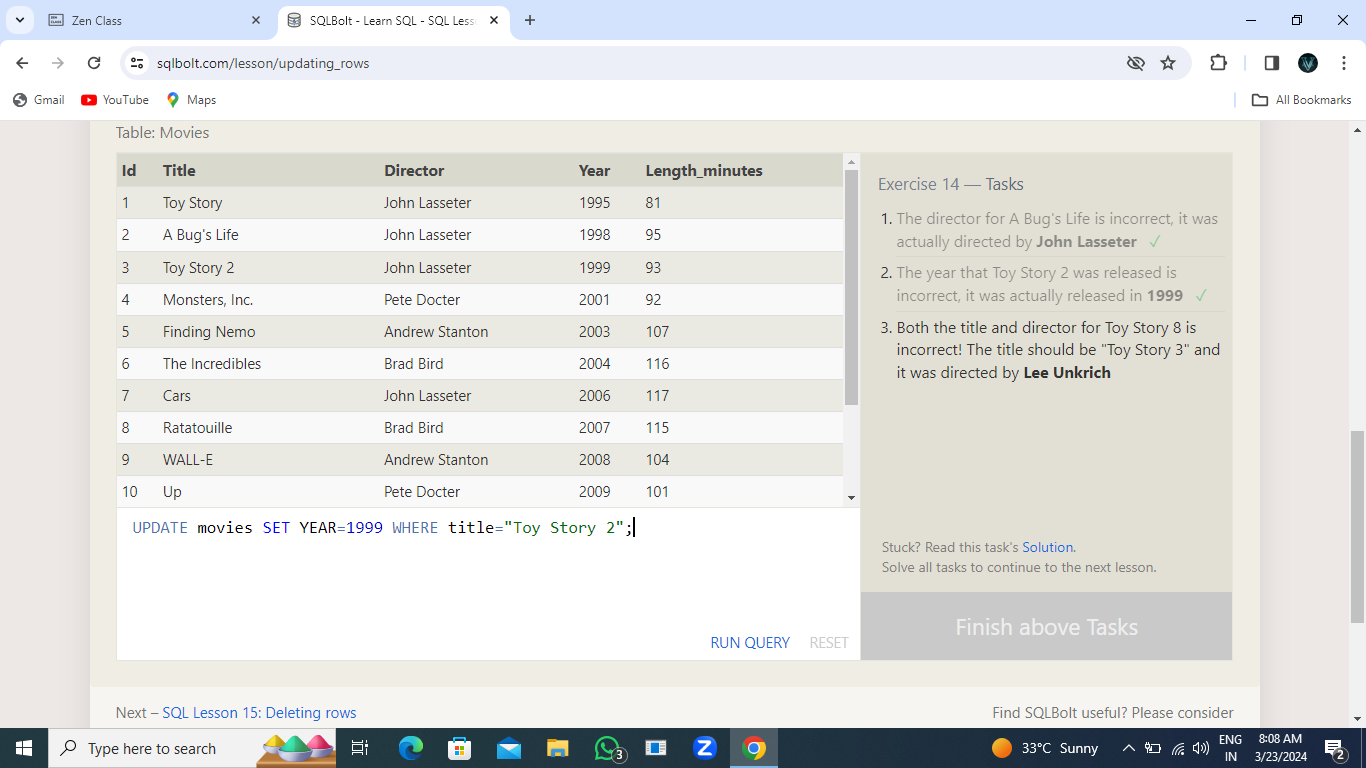 Zen Class
SQLBolt - Learn SQL - SQL Less
sqlbolt.com/lesson/updating_rows
Gmail YouTube Maps All Bookmarks
Table: Movies
Id Title Director Year Length_minutes
1 Toy Story John Lasseter 1995 81
2 A Bug's Life John Lasseter 1998 95
3 Toy Story 2 John Lasseter 1999 93
4 Monsters, Inc. Pete Docter 2001 92
5 Finding Nemo Andrew Stanton 2003 107
6 The Incredibles Brad Bird 2004 116
7 Cars John Lasseter 2006 117
8 Ratatouille Brad Bird 2007 115
9 WALL-E Andrew Stanton 2008 104
10 Up Pete Docter 2009 101
UPDATE movies SET YEAR=1999 WHERE title="Toy Story 2";
RUN QUERY RESET
Exercise 14 — Tasks
1. The director for A Bug's Life is incorrect, it was
actually directed by John Lasseter ✓
2. The year that Toy Story 2 was released is
incorrect, it was actually released in 1999 ✓
3. Both the title and director for Toy Story 8 is
incorrect! The title should be "Toy Story 3" and
it was directed by Lee Unkrich
Stuck? Read this task's Solution.
Solve all tasks to continue to the next lesson.
Finish above Tasks
Next – SQL Lesson 15: Deleting rows
Find SQLBolt useful? Please consider
Type here to search
3
33°C Sunny
ENG
IN
8:08 AM
3/23/2024
2